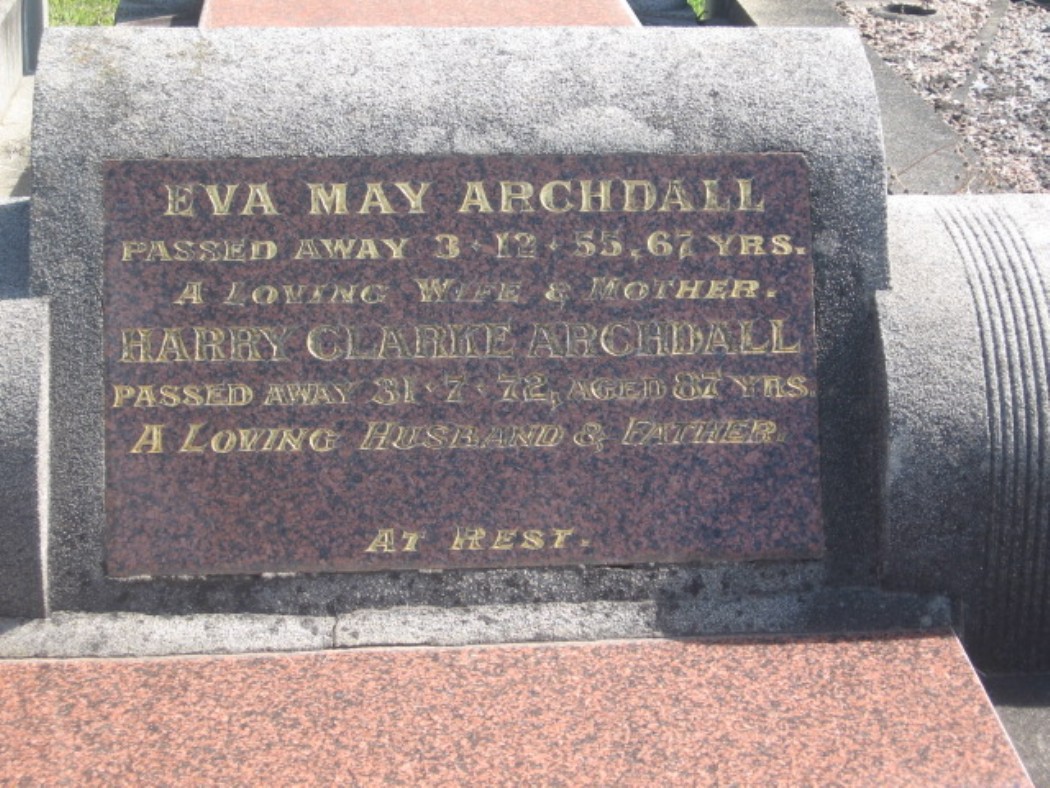 EVA MAY ARCHDALL
PASSED AWAY 3·12·55, 67 YRS.
A LOVING WIFE & MOTHER.
HARRY CLARKE ARCHDALL
PASSED AWAY 31·7·72, AGED 87 YRS.
A LOVING HUSBAND & FATHER.
AT REST.